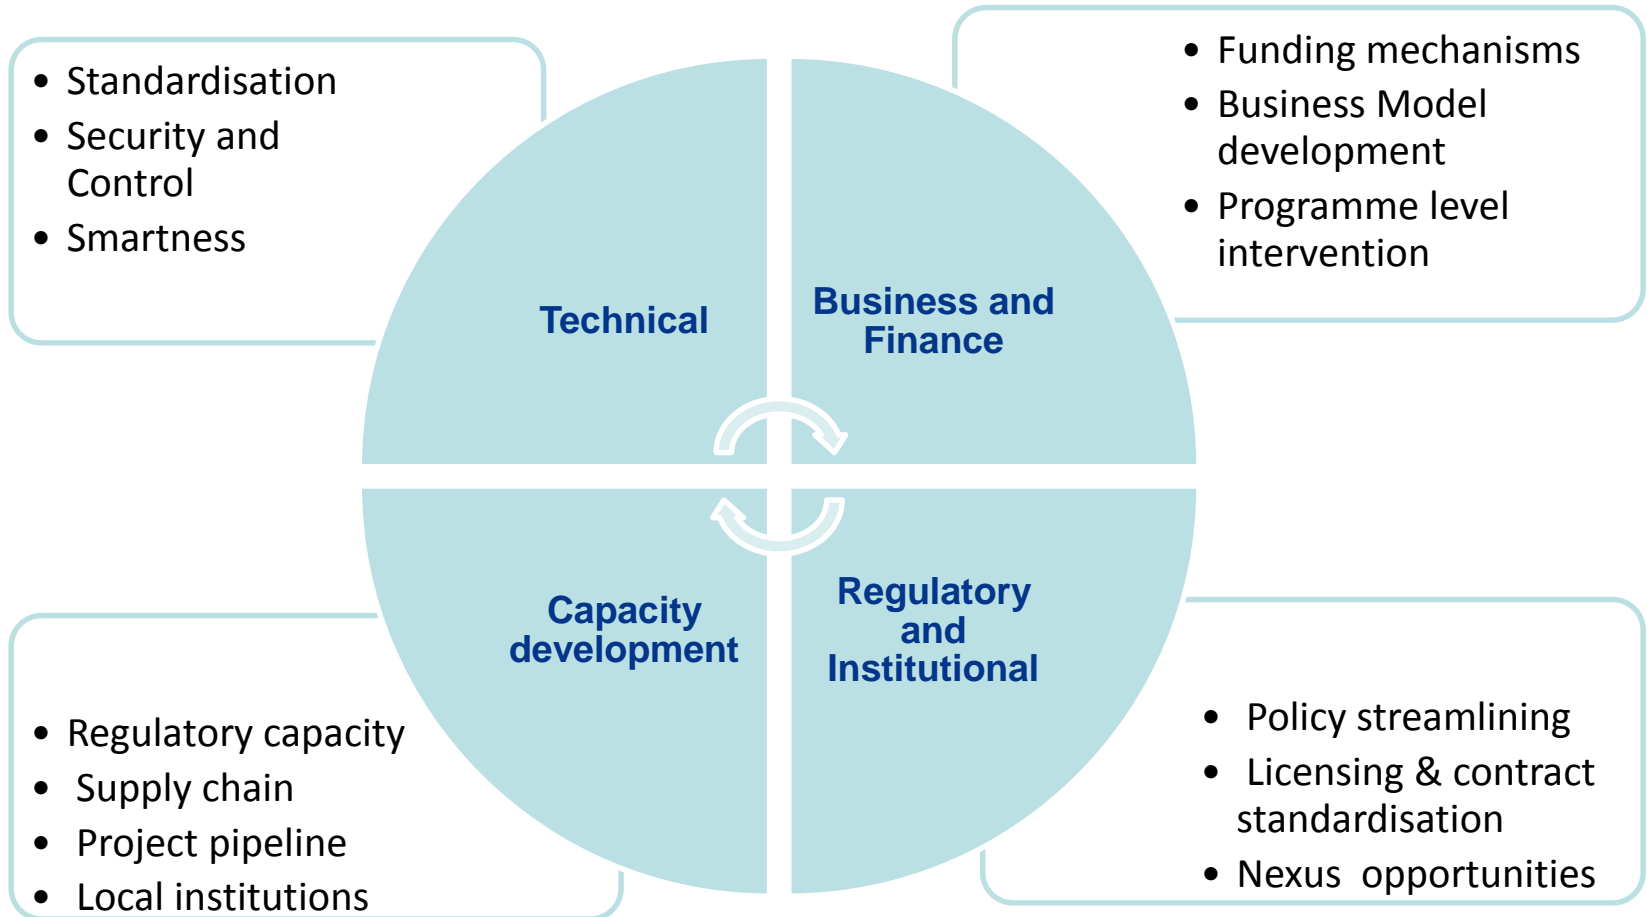 • Standardisation
• Security and
Control
• Smartness
• Funding mechanisms
• Business Model
development
• Programme level
intervention
Technical
Business and
Finance
Capacity
development
Regulatory
and
Institutional
• Regulatory capacity
• Supply chain
• Project pipeline
• Local institutions
• Policy streamlining
• Licensing & contract
standardisation
• Nexus opportunities